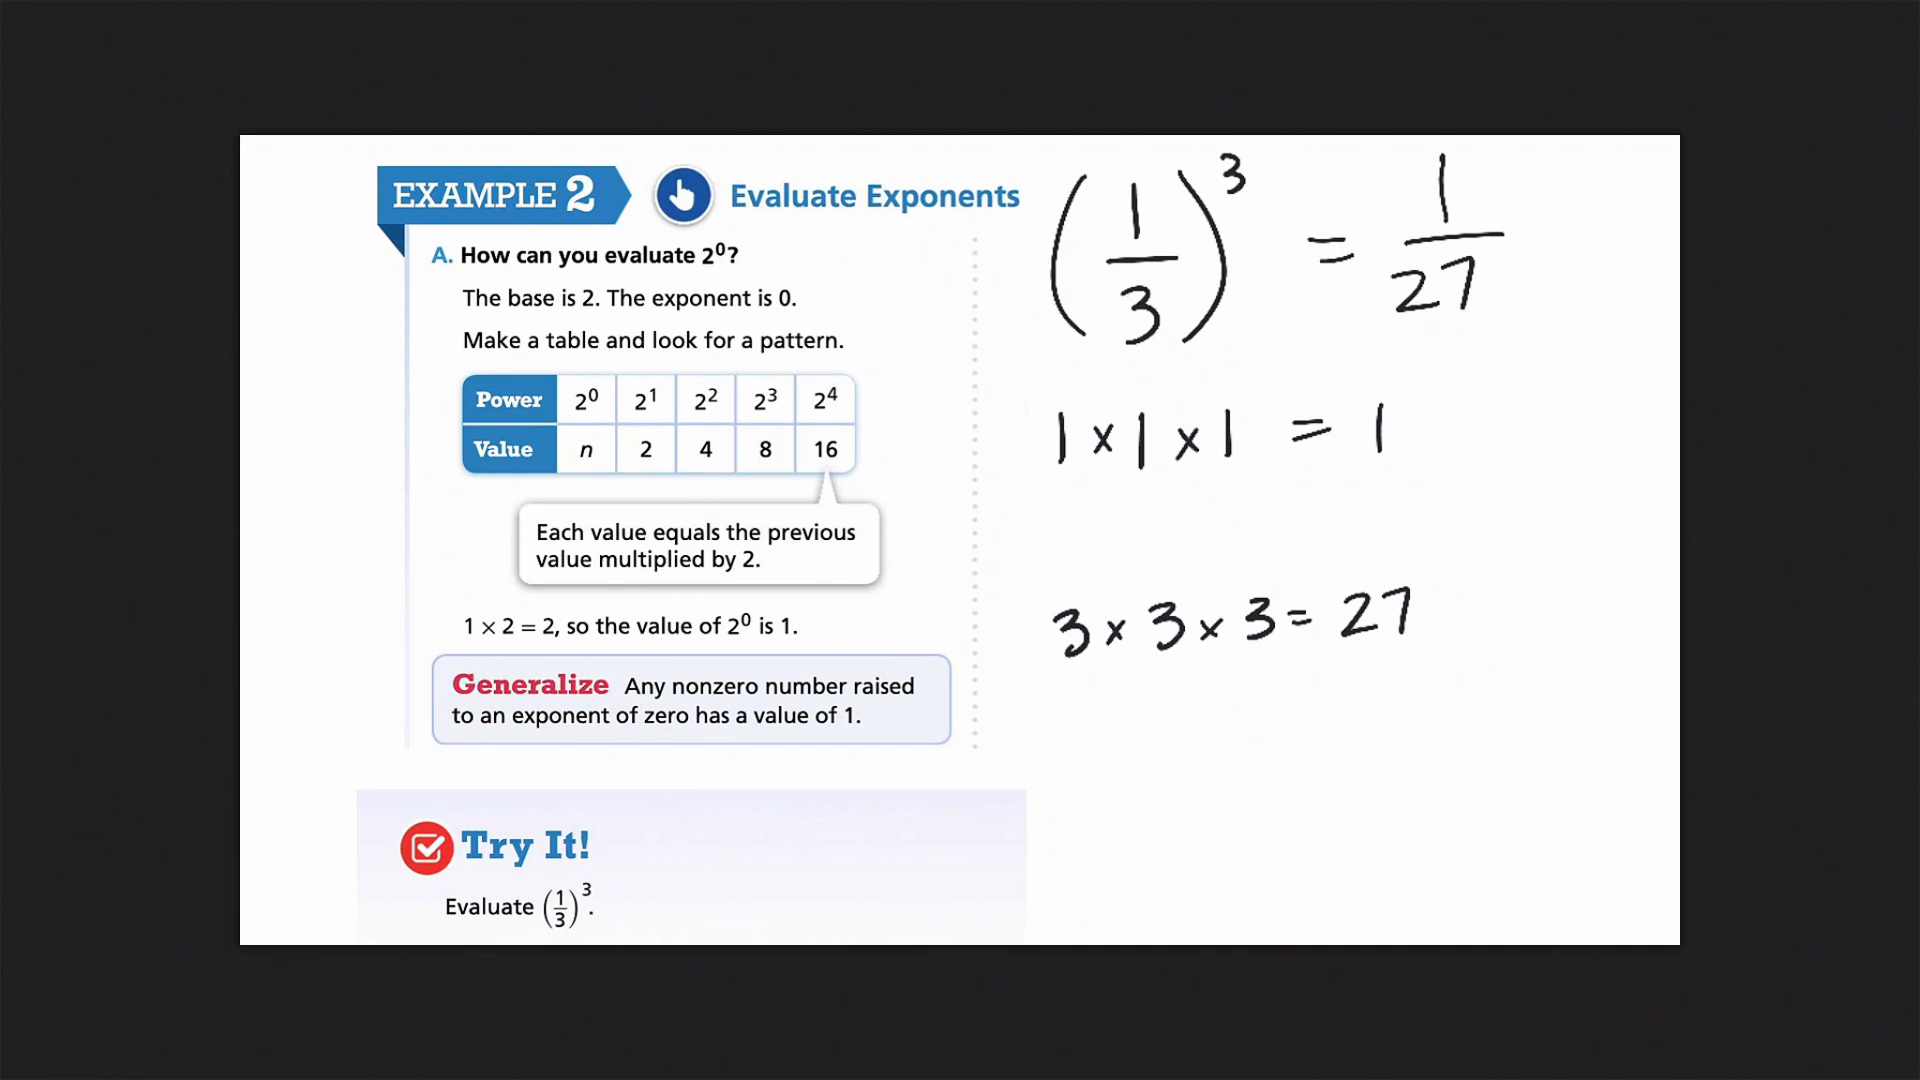 EXAMPLE 2 Evaluate Exponents
A. How can you evaluate 2⁰?
The base is 2. The exponent is 0.
Make a table and look for a pattern.
Power 2⁰ 2¹ 2² 2³ 2⁴
Value n 2 4 8 16
Each value equals the previous
value multiplied by 2.
1 × 2 = 2, so the value of 2⁰ is 1.
Generalize Any nonzero number raised
to an exponent of zero has a value of 1.
Try It!
Evaluate (1/3)³.
(1/3)³ = 1/27
1 × 1 × 1 = 1
3 × 3 × 3 = 27